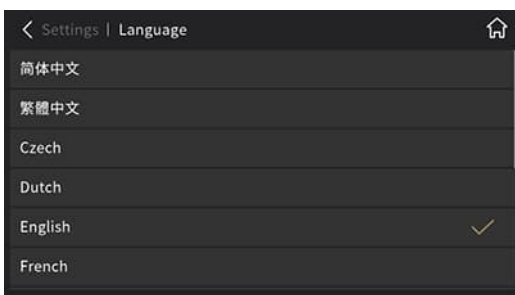 Settings | Language
简体中文
繁體中文
Czech
Dutch
English
French